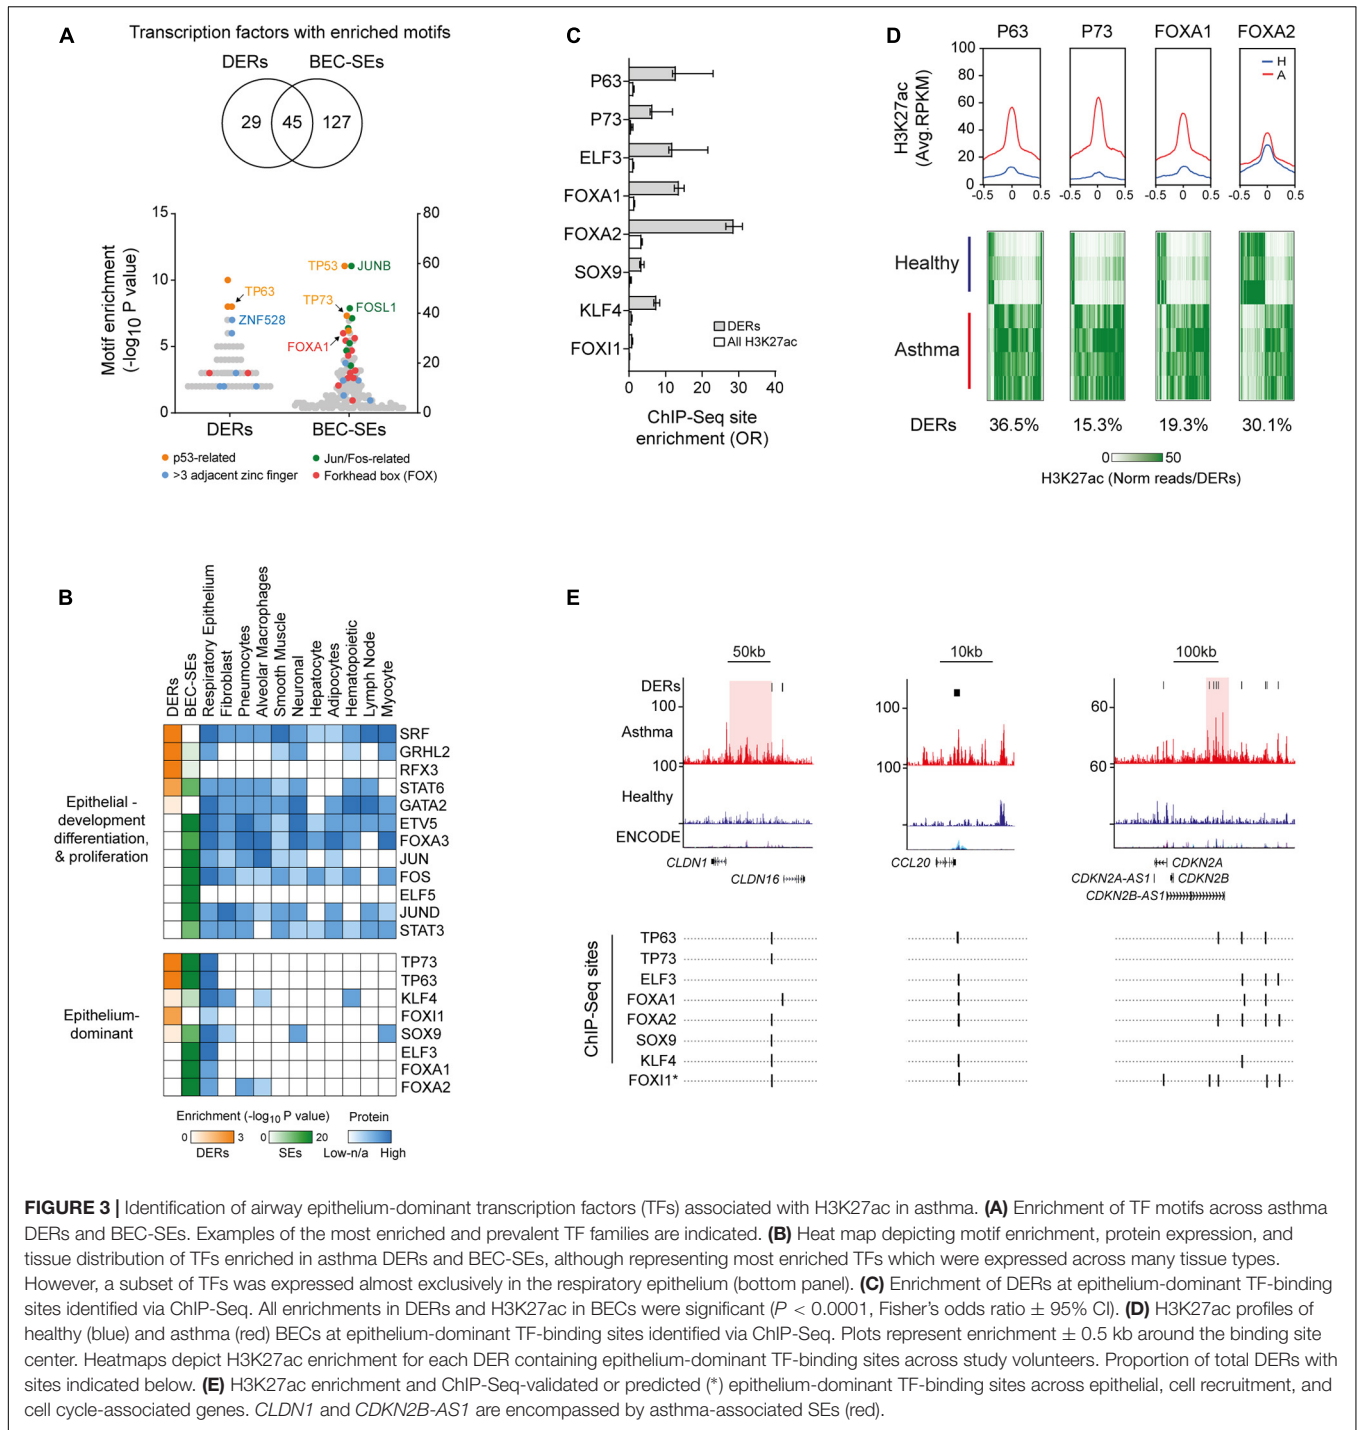 A
Transcription factors with enriched motifs
DERs BEC-SEs
29 45 127
Motif enrichment
(-log10 P value)
15
10
5
0
80
60
40
20
0
TP53 JUNB
TP63
TP73
FOSL1
ZNF528
FOXA1
DERs BEC-SEs
p53-related Jun/Fos-related
>3 adjacent zinc finger Forkhead box (FOX)
C
P63
P73
ELF3
FOXA1
FOXA2
SOX9
KLF4
FOXI1
DERs
All H3K27ac
0 10 20 30 40
ChIP-Seq site
enrichment (OR)
D
P63 P73 FOXA1 FOXA2
H3K27ac
(Avg.RPKM)
100
80
60
40
20
0
H
A
-0.5 0 0.5 -0.5 0 0.5 -0.5 0 0.5 -0.5 0 0.5
Healthy
Asthma
DERs 36.5% 15.3% 19.3% 30.1%
0 50
H3K27ac (Norm reads/DERs)
B
DERs
BEC-SEs
Respiratory Epithelium
Fibroblast
Pneumocytes
Alveolar Macrophages
Smooth Muscle
Neuronal
Hepatocyte
Adipocytes
Hematopoietic
Lymph Node
Myocyte
Epithelial -
development
differentiation,
& proliferation
SRF
GRHL2
RFX3
STAT6
GATA2
ETV5
FOXA3
JUN
FOS
ELF5
JUND
STAT3
Epithelium-
dominant
TP73
TP63
KLF4
FOXI1
SOX9
ELF3
FOXA1
FOXA2
Enrichment (-log10 P value) Protein
0 3 0 20
DERs SEs Low-n/a High
E
50kb 10kb 100kb
DERs
100 100 60
Asthma
100 100 60
Healthy
ENCODE
CLDN1 CCL20 CDKN2A
CLDN16 CDKN2A-AS1 CDKN2B
CDKN2B-AS1
ChIP-Seq sites
TP63
TP73
ELF3
FOXA1
FOXA2
SOX9
KLF4
FOXI1*
FIGURE 3 | Identification of airway epithelium-dominant transcription factors (TFs) associated with H3K27ac in asthma. (A) Enrichment of TF motifs across asthma
DERs and BEC-SEs. Examples of the most enriched and prevalent TF families are indicated. (B) Heat map depicting motif enrichment, protein expression, and
tissue distribution of TFs enriched in asthma DERs and BEC-SEs, although representing most enriched TFs which were expressed across many tissue types.
However, a subset of TFs was expressed almost exclusively in the respiratory epithelium (bottom panel). (C) Enrichment of DERs at epithelium-dominant TF-binding
sites identified via ChIP-Seq. All enrichments in DERs and H3K27ac in BECs were significant (P < 0.0001, Fisher's odds ratio ± 95% CI). (D) H3K27ac profiles of
healthy (blue) and asthma (red) BECs at epithelium-dominant TF-binding sites identified via ChIP-Seq. Plots represent enrichment ± 0.5 kb around the binding site
center. Heatmaps depict H3K27ac enrichment for each DER containing epithelium-dominant TF-binding sites across study volunteers. Proportion of total DERs with
sites indicated below. (E) H3K27ac enrichment and ChIP-Seq-validated or predicted (*) epithelium-dominant TF-binding sites across epithelial, cell recruitment, and
cell cycle-associated genes. CLDN1 and CDKN2B-AS1 are encompassed by asthma-associated SEs (red).